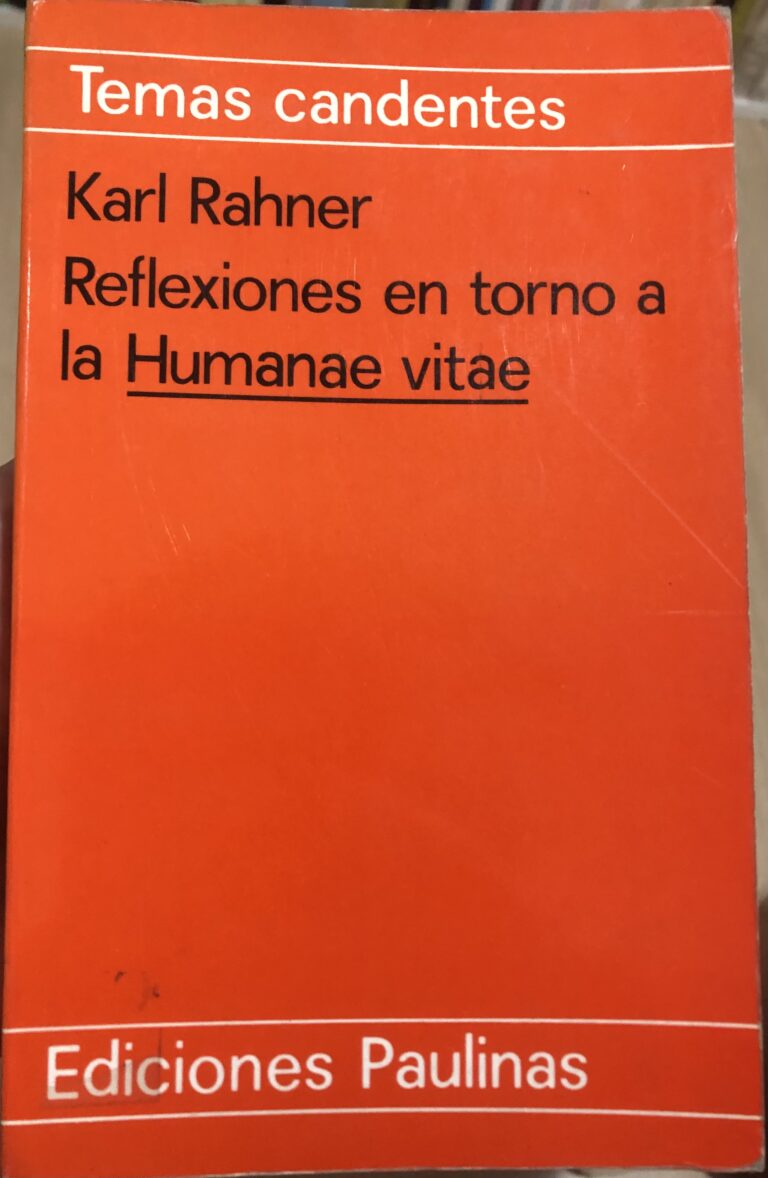 Temas candentes
Karl Rahner
Reflexiones en torno a
la Humanae vitae
Ediciones Paulinas